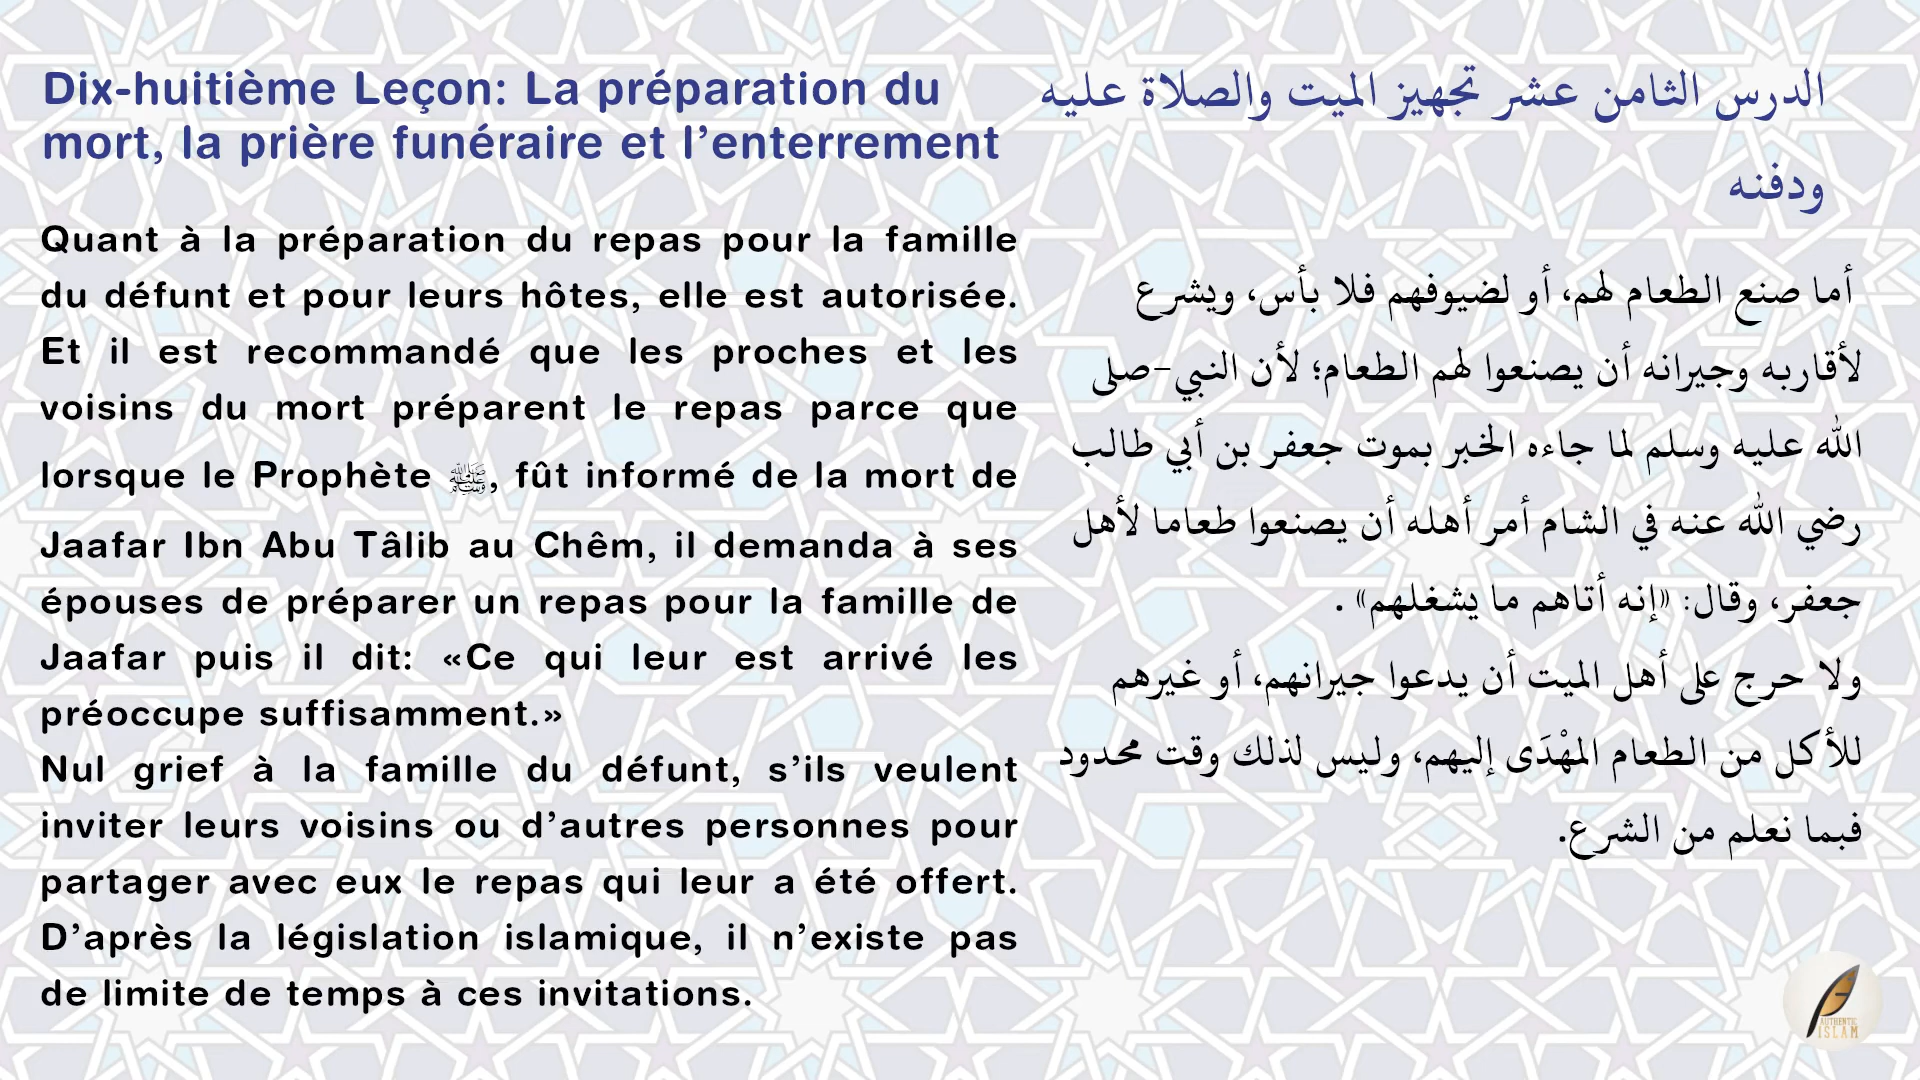 Dix-huitième Leçon: La préparation du
mort, la prière funéraire et l’enterrement
Quant à la préparation du repas pour la famille
du défunt et pour leurs hôtes, elle est autorisée.
Et il est recommandé que les proches et les
voisins du mort préparent le repas parce que
lorsque le Prophète ﷺ, fût informé de la mort de
Jaafar Ibn Abu Tâlib au Chêm, il demanda à ses
épouses de préparer un repas pour la famille de
Jaafar puis il dit: «Ce qui leur est arrivé les
préoccupe suffisamment.»
Nul grief à la famille du défunt, s’ils veulent
inviter leurs voisins ou d’autres personnes pour
partager avec eux le repas qui leur a été offert.
D’après la législation islamique, il n’existe pas
de limite de temps à ces invitations.
الدرس الثامن عشر تجهيز الميت والصلاة عليه
ودفنه
أما صنع الطعام لهم، أو لضيوفهم فلا بأس، ويشرع
لأقاربه وجيرانه أن يصنعوا لهم الطعام؛ لأن النبي-صلى
الله عليه وسلم لما جاءه الخبر بموت جعفر بن أبي طالب
رضي الله عنه في الشام أمر أهله أن يصنعوا طعاما لأهل
جعفر، وقال: «إنه أتاهم ما يشغلهم» .
ولا حرج على أهل الميت أن يدعوا جيرانهم، أو غيرهم
للأكل من الطعام المهْدَى إليهم، وليس لذلك وقت محدود
فبما نعلم من الشرع.
AUTHENTIC
ISLAM